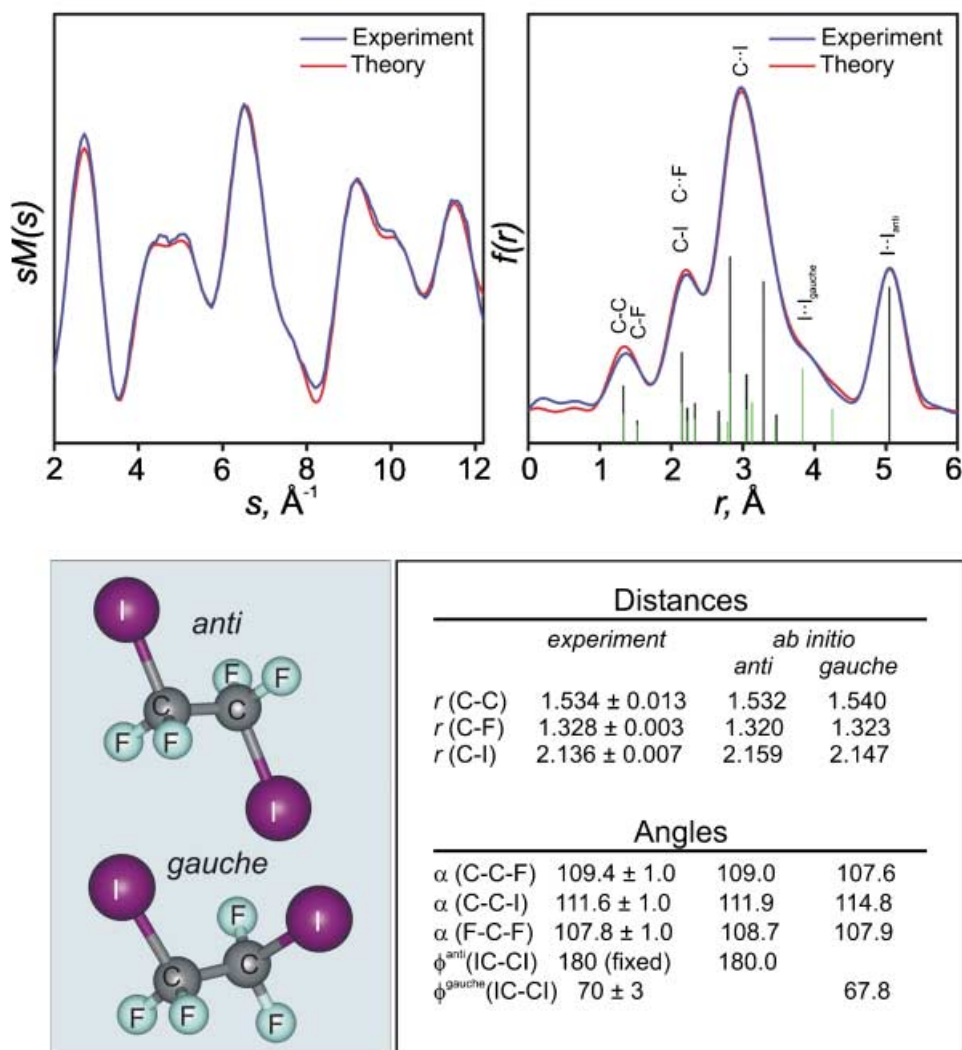 Experiment
Theory
sM(s)
2 4 6 8 10 12
s, Å⁻¹
Experiment
Theory
f(r)
C-C
C-F
C-I
C··F
C··I
I··I gauche
I··I anti
0 1 2 3 4 5 6
r, Å
I
anti
F F
C C
F F
I
gauche
I I
F
C C
F F F
Distances
experiment ab initio
anti gauche
r (C-C) 1.534 ± 0.013 1.532 1.540
r (C-F) 1.328 ± 0.003 1.320 1.323
r (C-I) 2.136 ± 0.007 2.159 2.147
Angles
α (C-C-F) 109.4 ± 1.0 109.0 107.6
α (C-C-I) 111.6 ± 1.0 111.9 114.8
α (F-C-F) 107.8 ± 1.0 108.7 107.9
ϕ^anti(IC-CI) 180 (fixed) 180.0
ϕ^gauche(IC-CI) 70 ± 3 67.8